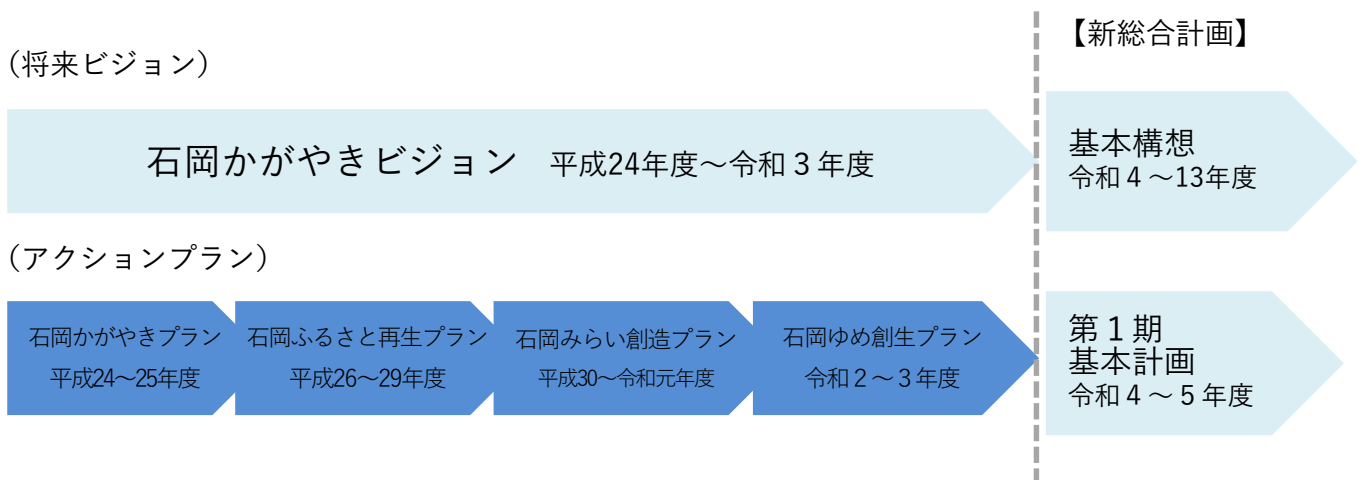 【新総合計画】
(将来ビジョン)
石岡かがやきビジョン 平成24年度～令和３年度
基本構想
令和４～13年度
(アクションプラン)
石岡かがやきプラン
平成24～25年度
石岡ふるさと再生プラン
平成26～29年度
石岡みらい創造プラン
平成30～令和元年度
石岡ゆめ創生プラン
令和２～３年度
第１期
基本計画
令和４～５年度